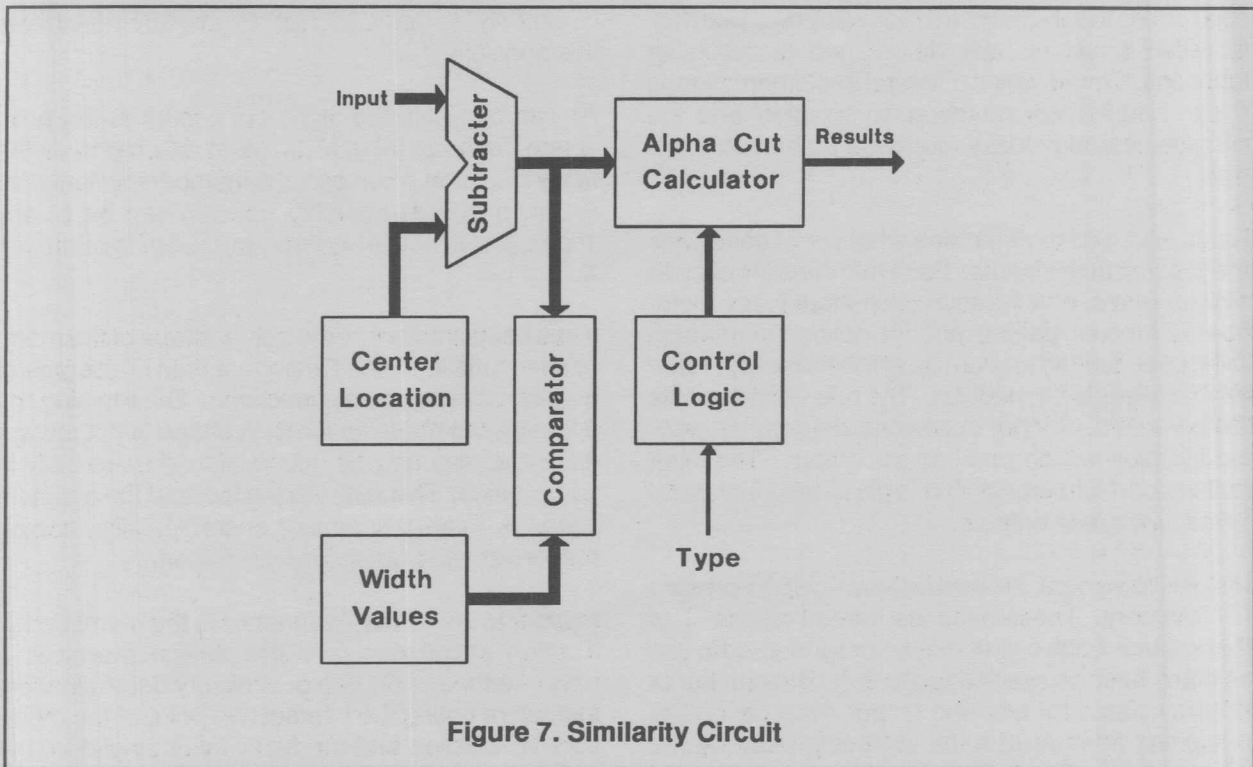 Input
Subtracter
Alpha Cut
Calculator
Results
Center
Location
Comparator
Control
Logic
Width
Values
Type
Figure 7. Similarity Circuit